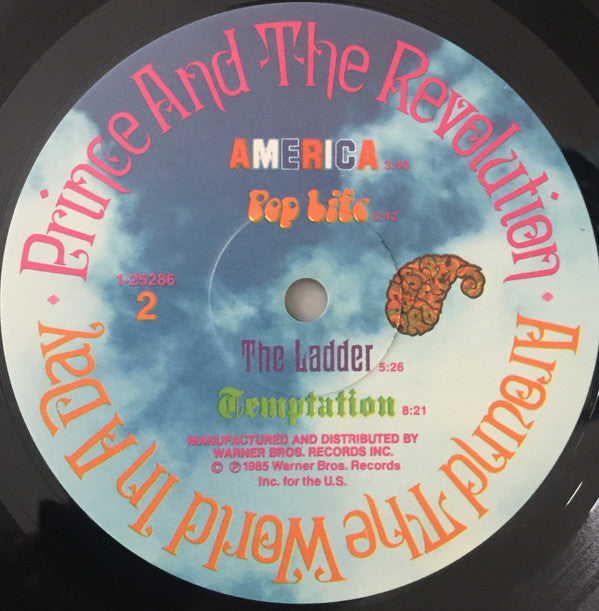 Prince And The Revolution · Around The World In A Day ·
AMERICA 3:40
Pop Life 3:42
1-25286
2
The Ladder 5:26
Temptation 8:21
MANUFACTURED AND DISTRIBUTED BY
WARNER BROS. RECORDS INC.
© ℗ 1985 Warner Bros. Records
Inc. for the U.S.